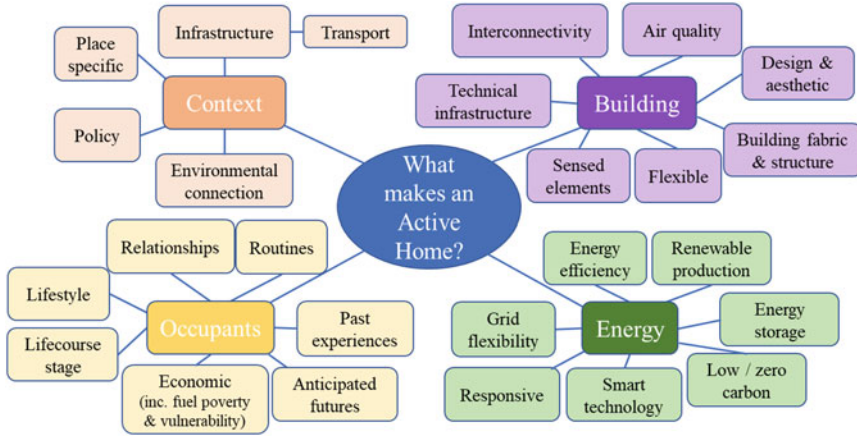 Infrastructure
Transport
Place
specific
Context
Policy
Environmental
connection
Interconnectivity
Air quality
Technical
infrastructure
Building
Design &
aesthetic
Building fabric
& structure
Sensed
elements
Flexible
What
makes an
Active
Home?
Relationships
Routines
Lifestyle
Lifecourse
stage
Occupants
Past
experiences
Economic
(inc. fuel poverty
& vulnerability)
Anticipated
futures
Energy
efficiency
Renewable
production
Grid
flexibility
Energy
Energy
storage
Responsive
Smart
technology
Low / zero
carbon